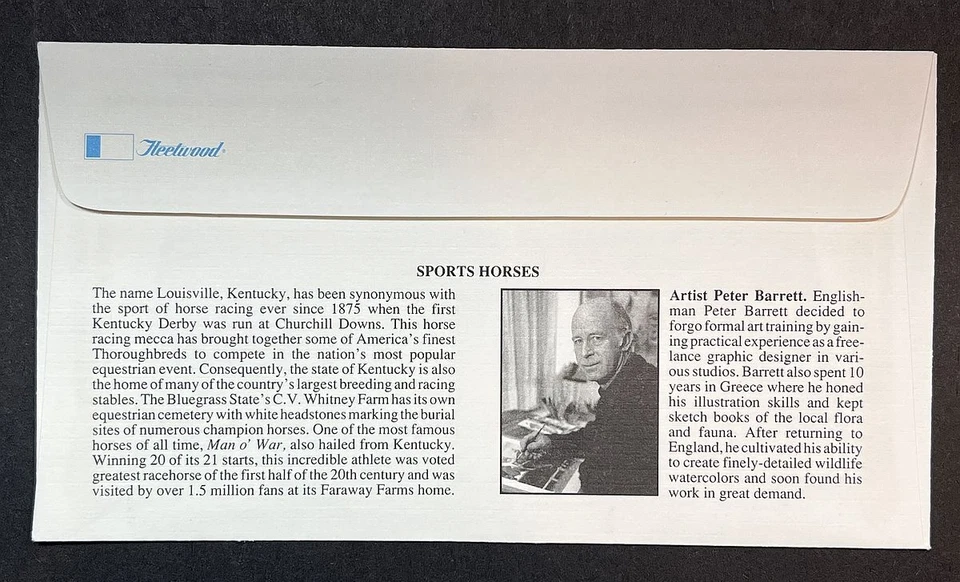 Fleetwood®
SPORTS HORSES
The name Louisville, Kentucky, has been synonymous with
the sport of horse racing ever since 1875 when the first
Kentucky Derby was run at Churchill Downs. This horse
racing mecca has brought together some of America's finest
Thoroughbreds to compete in the nation's most popular
equestrian event. Consequently, the state of Kentucky is also
the home of many of the country's largest breeding and racing
stables. The Bluegrass State's C.V. Whitney Farm has its own
equestrian cemetery with white headstones marking the burial
sites of numerous champion horses. One of the most famous
horses of all time, Man o' War, also hailed from Kentucky.
Winning 20 of its 21 starts, this incredible athlete was voted
greatest racehorse of the first half of the 20th century and was
visited by over 1.5 million fans at its Faraway Farms home.
Artist Peter Barrett. English-
man Peter Barrett decided to
forgo formal art training by gain-
ing practical experience as a free-
lance graphic designer in vari-
ous studios. Barrett also spent 10
years in Greece where he honed
his illustration skills and kept
sketch books of the local flora
and fauna. After returning to
England, he cultivated his ability
to create finely-detailed wildlife
watercolors and soon found his
work in great demand.